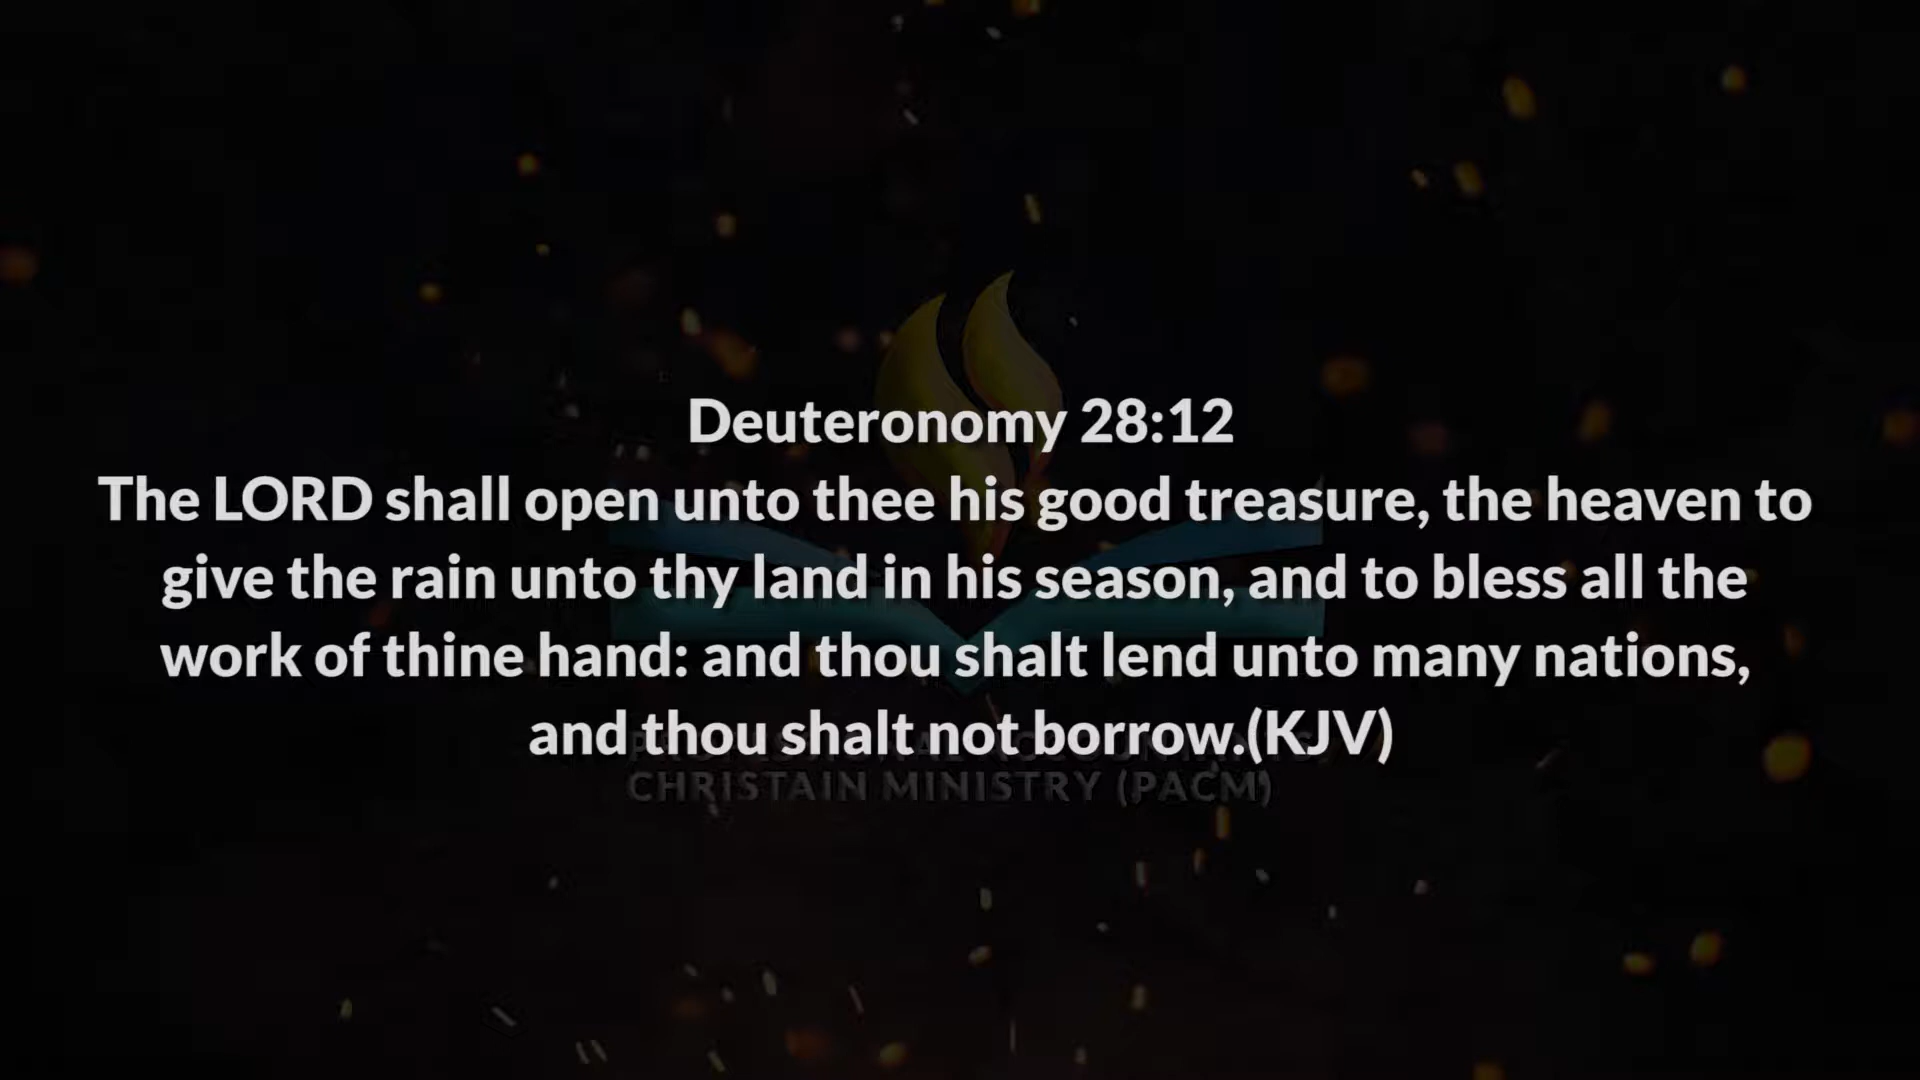 Deuteronomy 28:12
The LORD shall open unto thee his good treasure, the heaven to
give the rain unto thy land in his season, and to bless all the
work of thine hand: and thou shalt lend unto many nations,
and thou shalt not borrow.(KJV)
CHRISTAIN MINISTRY (PACM)